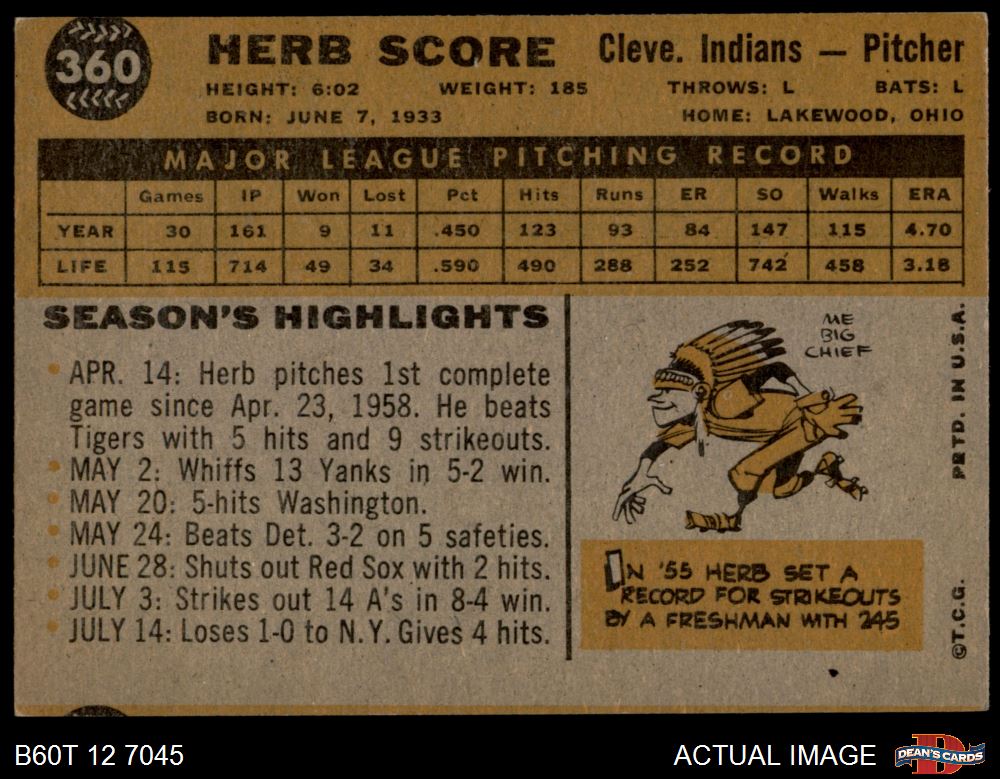 360
HERB SCORE Cleve. Indians — Pitcher
HEIGHT: 6:02 WEIGHT: 185 THROWS: L BATS: L
BORN: JUNE 7, 1933 HOME: LAKEWOOD, OHIO
MAJOR LEAGUE PITCHING RECORD
Games IP Won Lost Pct Hits Runs ER SO Walks ERA
YEAR 30 161 9 11 .450 123 93 84 147 115 4.70
LIFE 115 714 49 34 .590 490 288 252 742 458 3.18
SEASON'S HIGHLIGHTS
• APR. 14: Herb pitches 1st complete
game since Apr. 23, 1958. He beats
Tigers with 5 hits and 9 strikeouts.
• MAY 2: Whiffs 13 Yanks in 5-2 win.
• MAY 20: 5-hits Washington.
• MAY 24: Beats Det. 3-2 on 5 safeties.
• JUNE 28: Shuts out Red Sox with 2 hits.
• JULY 3: Strikes out 14 A's in 8-4 win.
• JULY 14: Loses 1-0 to N.Y. Gives 4 hits.
ME
BIG
CHIEF
IN '55 HERB SET A
RECORD FOR STRIKEOUTS
BY A FRESHMAN WITH 245
PRTD. IN U.S.A.
©T.C.G.
B60T 12 7045
ACTUAL IMAGE
DEAN'S CARDS